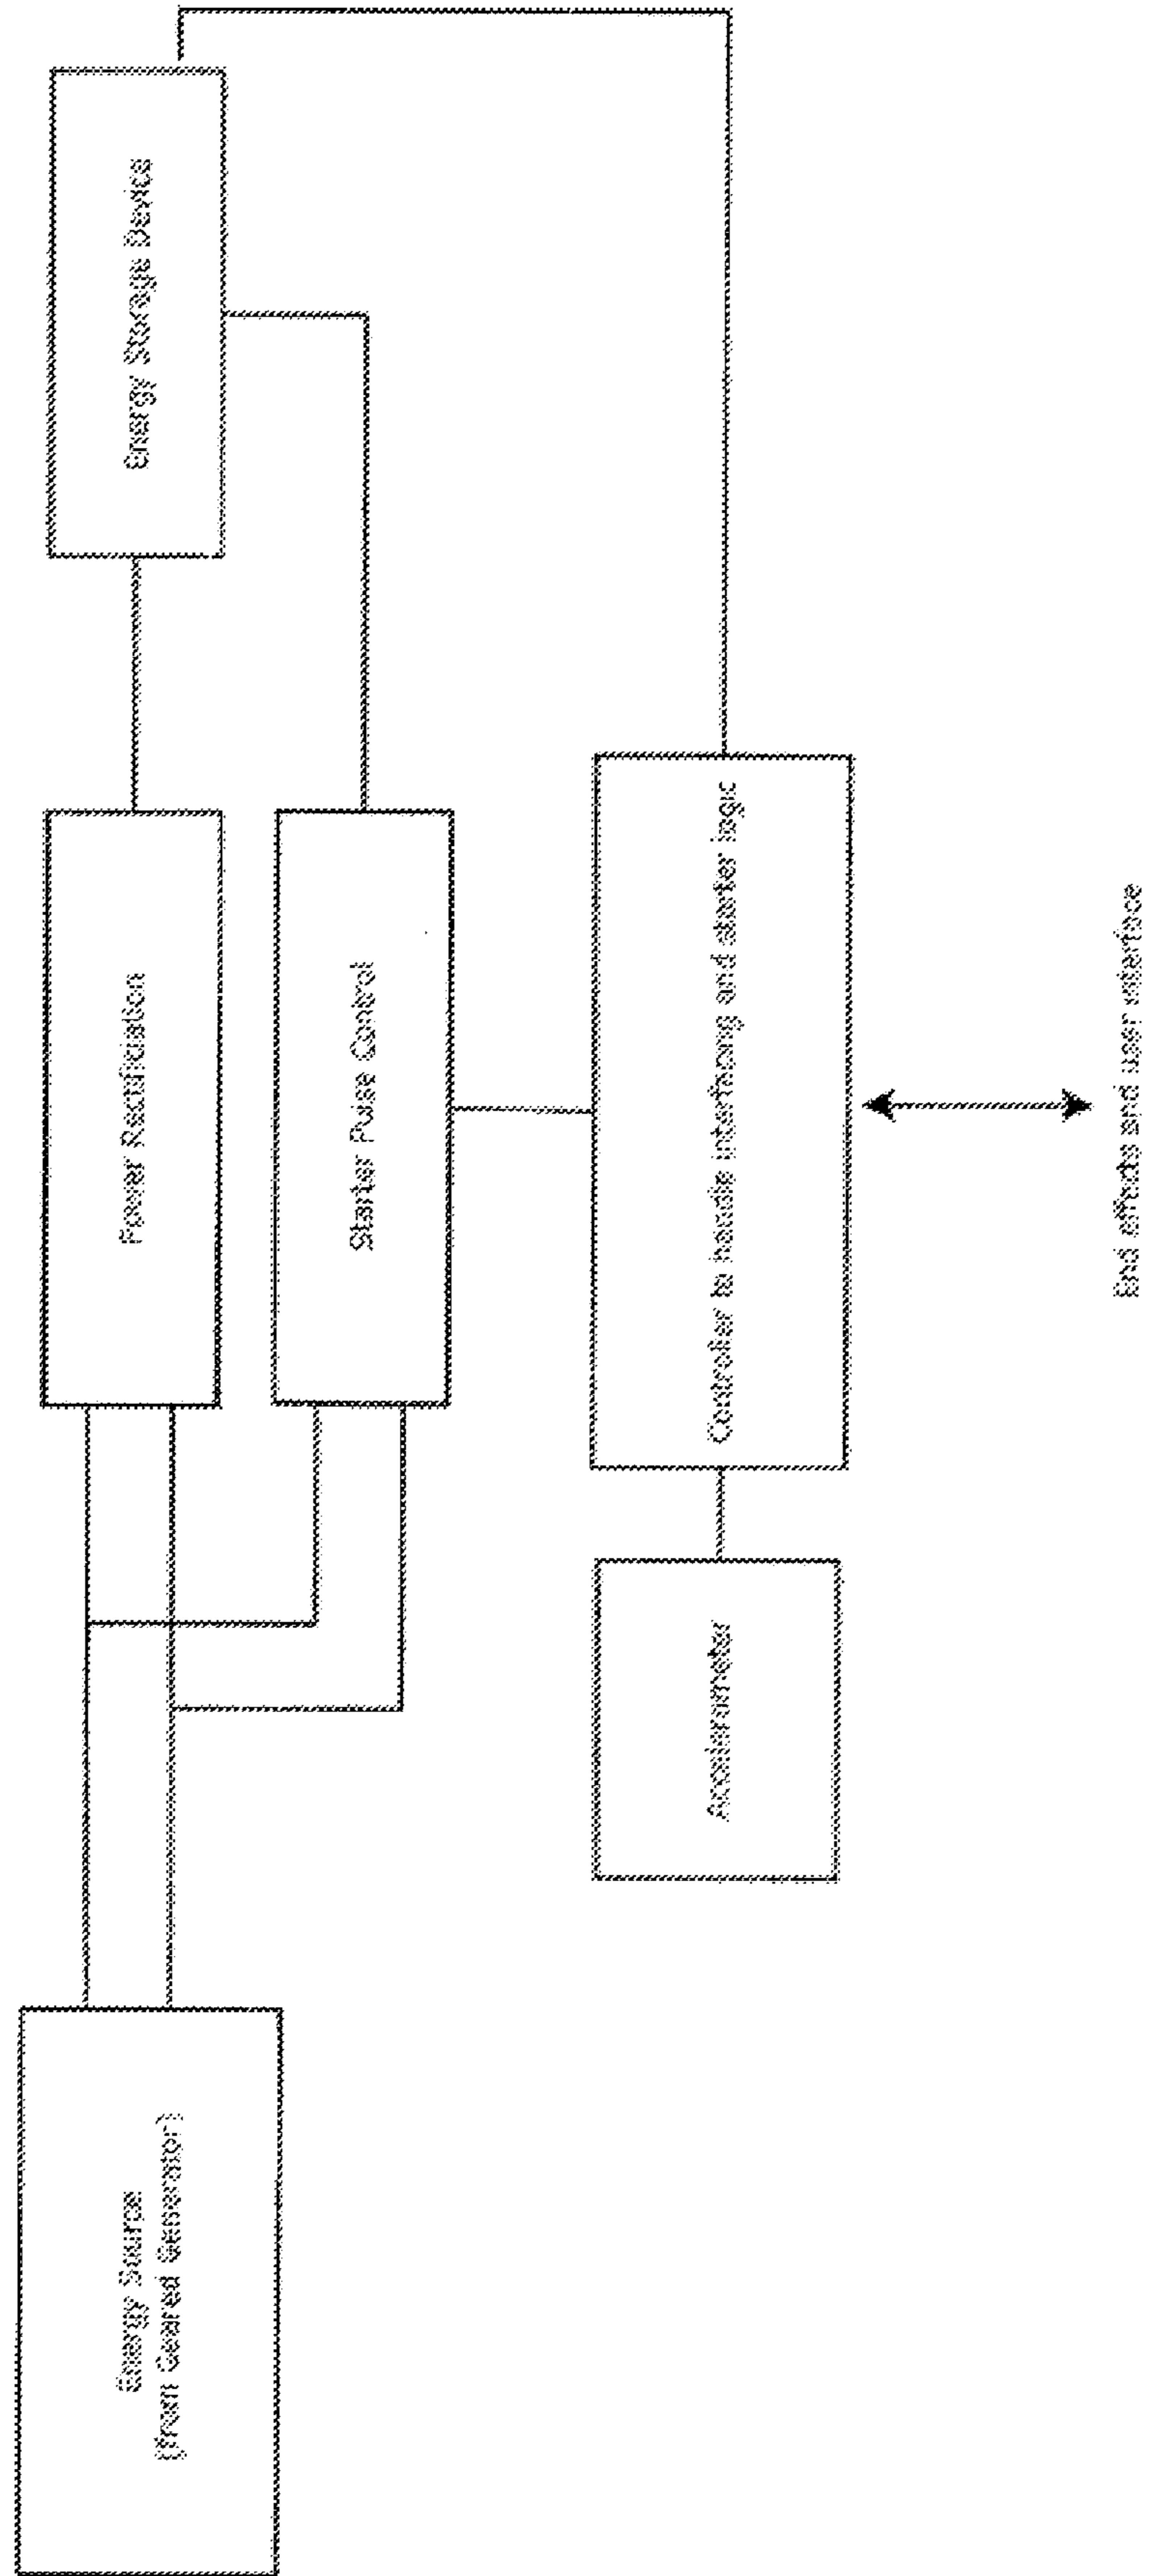 Energy Source
(from Geared Generator)
Power Rectification
Energy Storage Device
Starter Pulse Control
Accelerometer
Controller to handle interfacing and starter logic
End effects and user interface